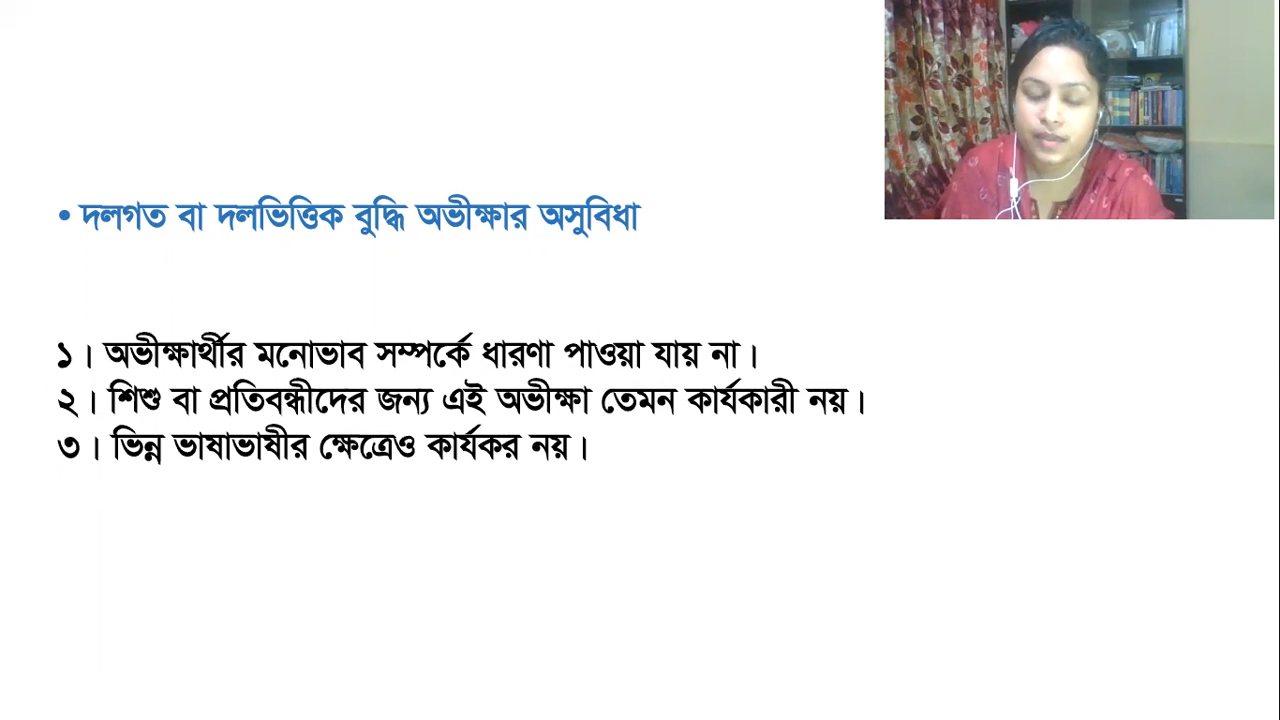 • দলগত বা দলভিত্তিক বুদ্ধি অভীক্ষার অসুবিধা
১। অভীক্ষার্থীর মনোভাব সম্পর্কে ধারণা পাওয়া যায় না।
২। শিশু বা প্রতিবন্ধীদের জন্য এই অভীক্ষা তেমন কার্যকারী নয়।
৩। ভিন্ন ভাষাভাষীর ক্ষেত্রেও কার্যকর নয়।